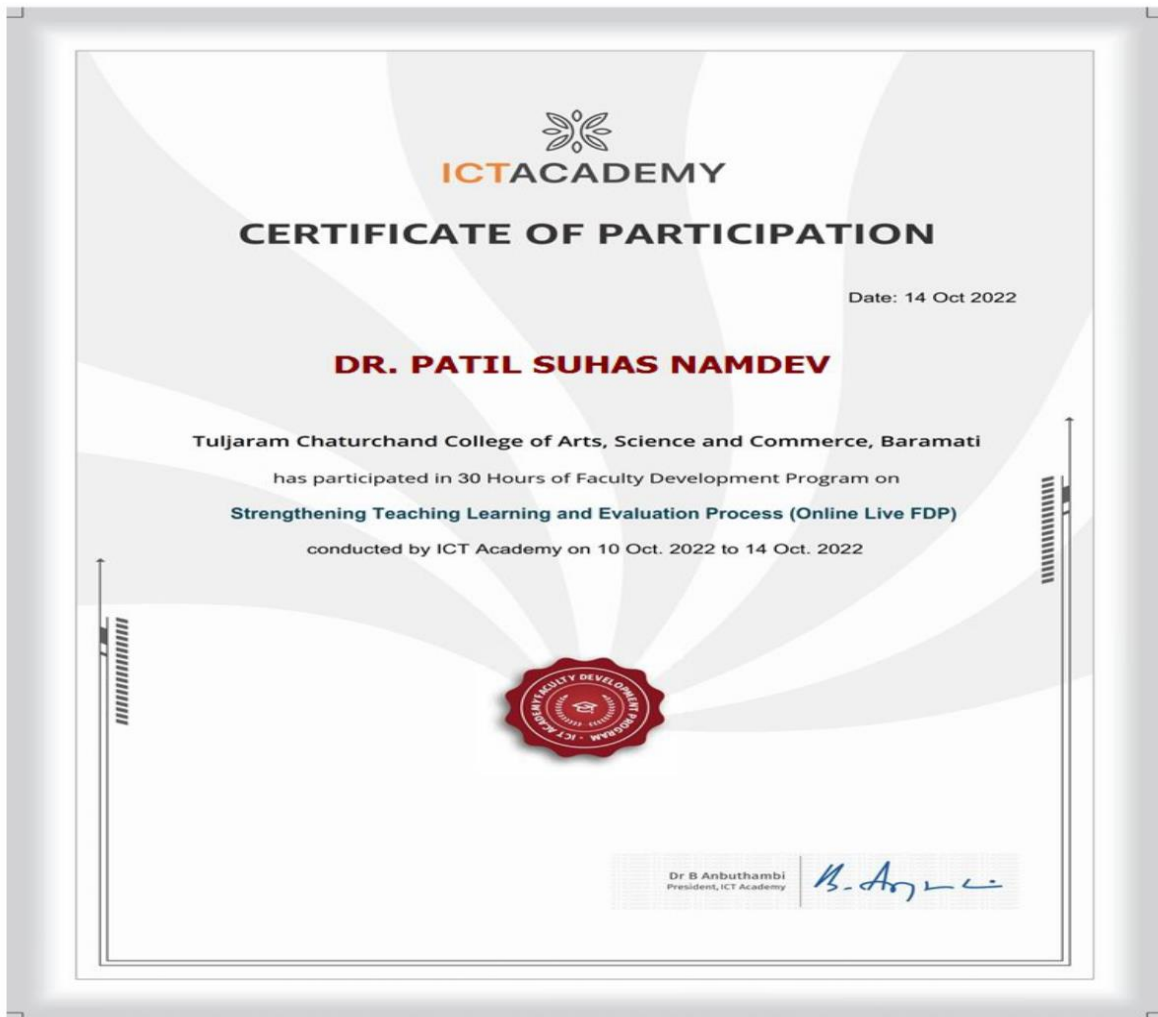 ICTACADEMY
CERTIFICATE OF PARTICIPATION
Date: 14 Oct 2022
DR. PATIL SUHAS NAMDEV
Tuljaram Chaturchand College of Arts, Science and Commerce, Baramati
has participated in 30 Hours of Faculty Development Program on
Strengthening Teaching Learning and Evaluation Process (Online Live FDP)
conducted by ICT Academy on 10 Oct. 2022 to 14 Oct. 2022
FACULTY DEVELOPMENT PROGRAM - ICT ACADEMY
Dr B Anbuthambi
President, ICT Academy